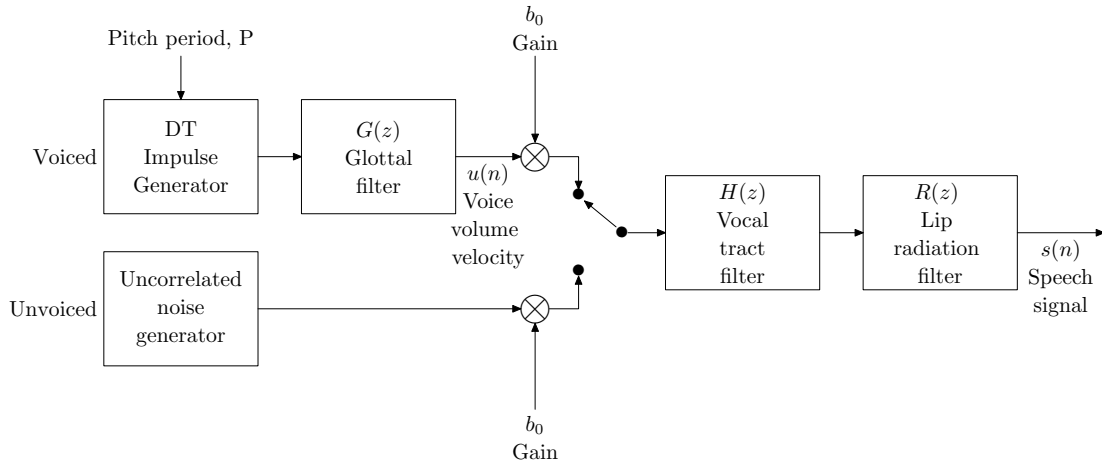 b₀
Gain
Pitch period, P
Voiced
DT
Impulse
Generator
G(z)
Glottal
filter
u(n)
Voice
volume
velocity
H(z)
Vocal
tract
filter
R(z)
Lip
radiation
filter
s(n)
Speech
signal
Unvoiced
Uncorrelated
noise
generator
b₀
Gain